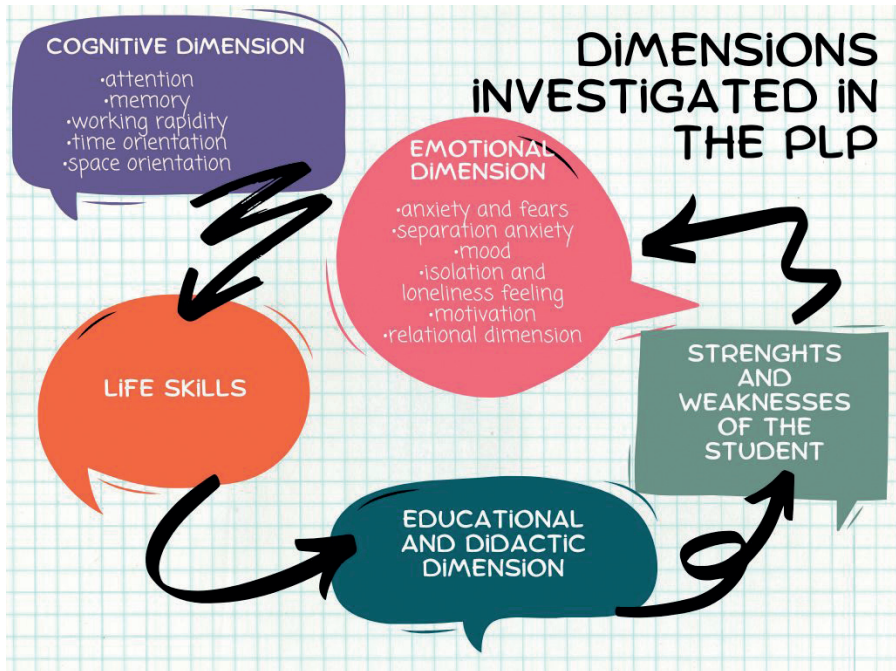 DIMENSIONS
INVESTIGATED IN
THE PLP
COGNITIVE DIMENSION
•attention
•memory
•working rapidity
•time orientation
•space orientation
EMOTIONAL
DIMENSION
•anxiety and fears
•separation anxiety
•mood
•isolation and
loneliness feeling
•motivation
•relational dimension
LIFE SKILLS
EDUCATIONAL
AND DIDACTIC
DIMENSION
STRENGHTS
AND
WEAKNESSES
OF THE
STUDENT